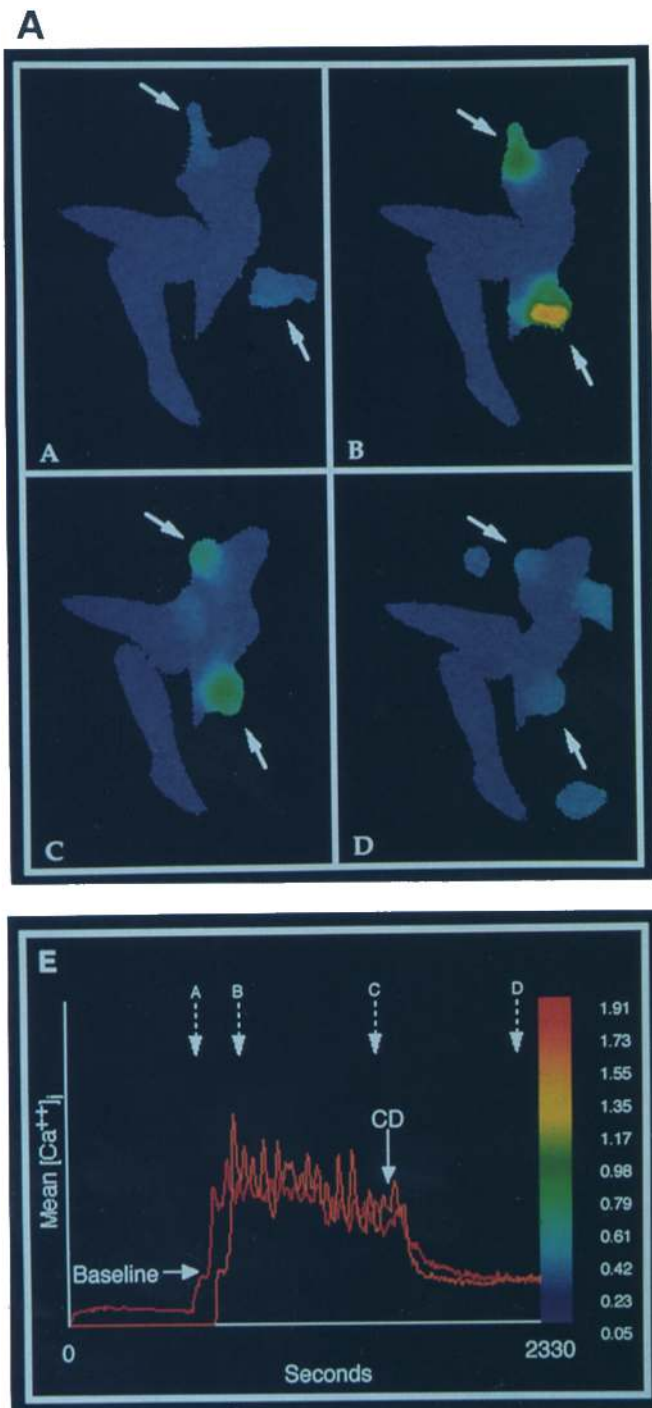 A
A
B
C
D
E
A
B
C
D
CD
Mean [Ca++]i
Baseline
0
Seconds
2330
1.91
1.73
1.55
1.35
1.17
0.98
0.79
0.61
0.42
0.23
0.05